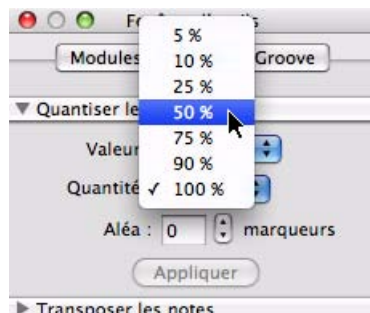 5 %
Modules
10 %
Groove
25 %
Quantiser le
50 %
Valeur
75 %
90 %
Quantité
✓ 100 %
Aléa : 0 marqueurs
Appliquer
Transposer les notes